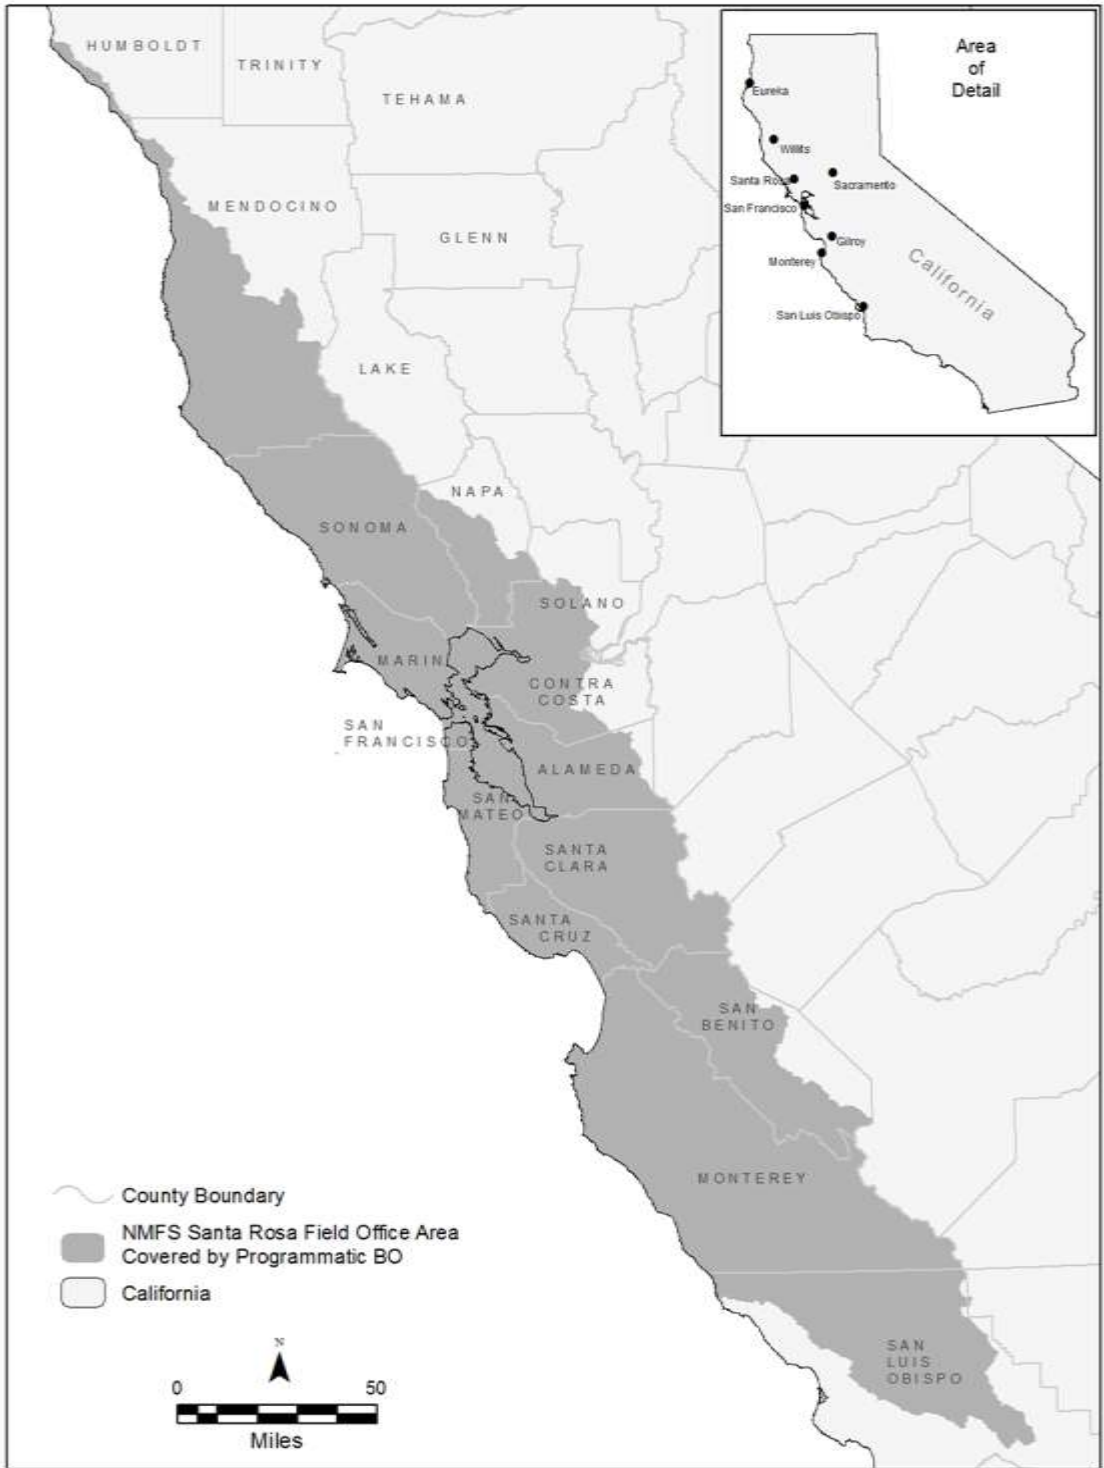 HUMBOLDT
TRINITY
TEHAMA
MENDOCINO
GLENN
LAKE
NAPA
SONOMA
SOLANO
MARIN
CONTRA
COSTA
SAN
FRANCISCO
ALAMEDA
SAN
MATEO
SANTA
CLARA
SANTA
CRUZ
SAN
BENITO
MONTEREY
SAN
LUIS
OBISPO
Area
of
Detail
Eureka
Willits
Santa Rosa
Sacramento
San Francisco
Gilroy
Monterey
California
San Luis Obispo
County Boundary
NMFS Santa Rosa Field Office Area
Covered by Programmatic BO
California
N
0 50
Miles